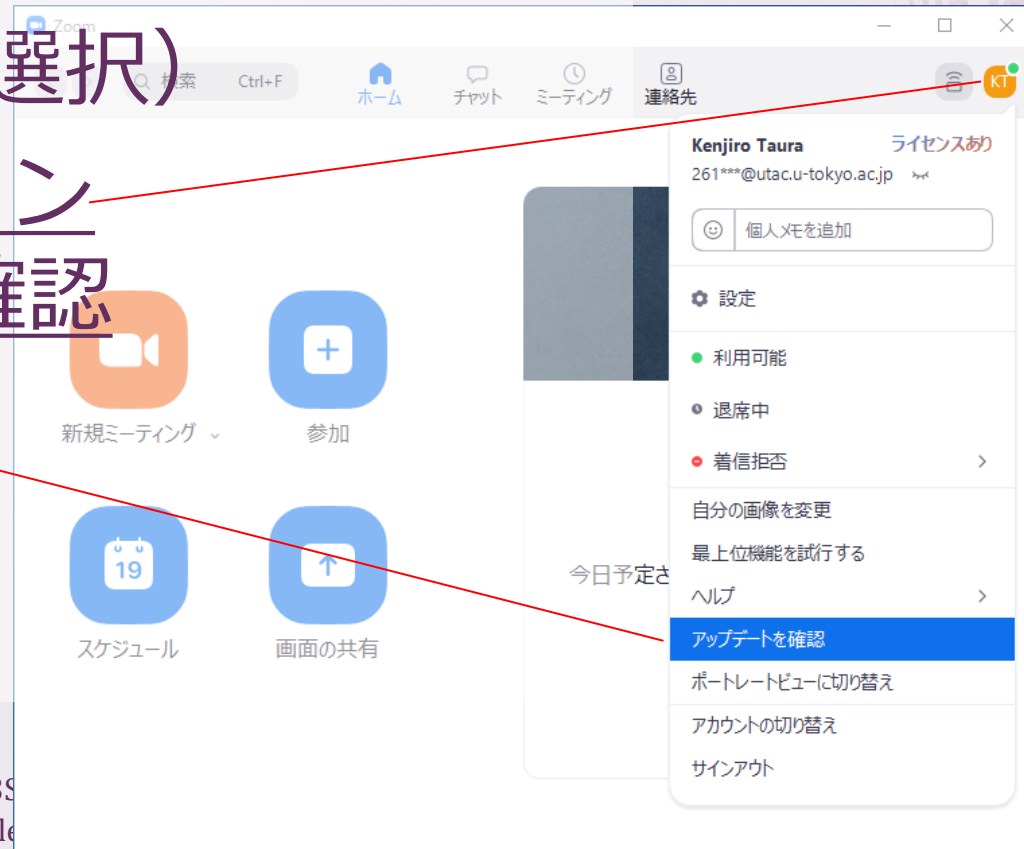 Zoom
選択）
検索 Ctrl+F
ホーム
チャット
ミーティング
連絡先
KT
ン
確認
Kenjiro Taura ライセンスあり
261***@utac.u-tokyo.ac.jp
個人メモを追加
設定
利用可能
退席中
着信拒否
自分の画像を変更
最上位機能を試行する
ヘルプ
アップデートを確認
ポートレートビューに切り替え
アカウントの切り替え
サインアウト
新規ミーティング
参加
19
スケジュール
画面の共有
今日予定さ